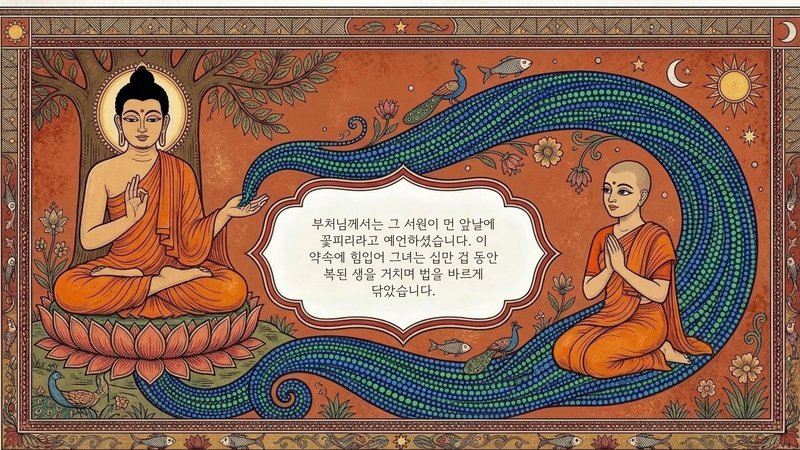 부처님께서는 그 서원이 먼 앞날에
꽃피리라고 예언하셨습니다. 이
약속에 힘입어 그녀는 십만 겁 동안
복된 생을 거치며 법을 바르게
닦았습니다.